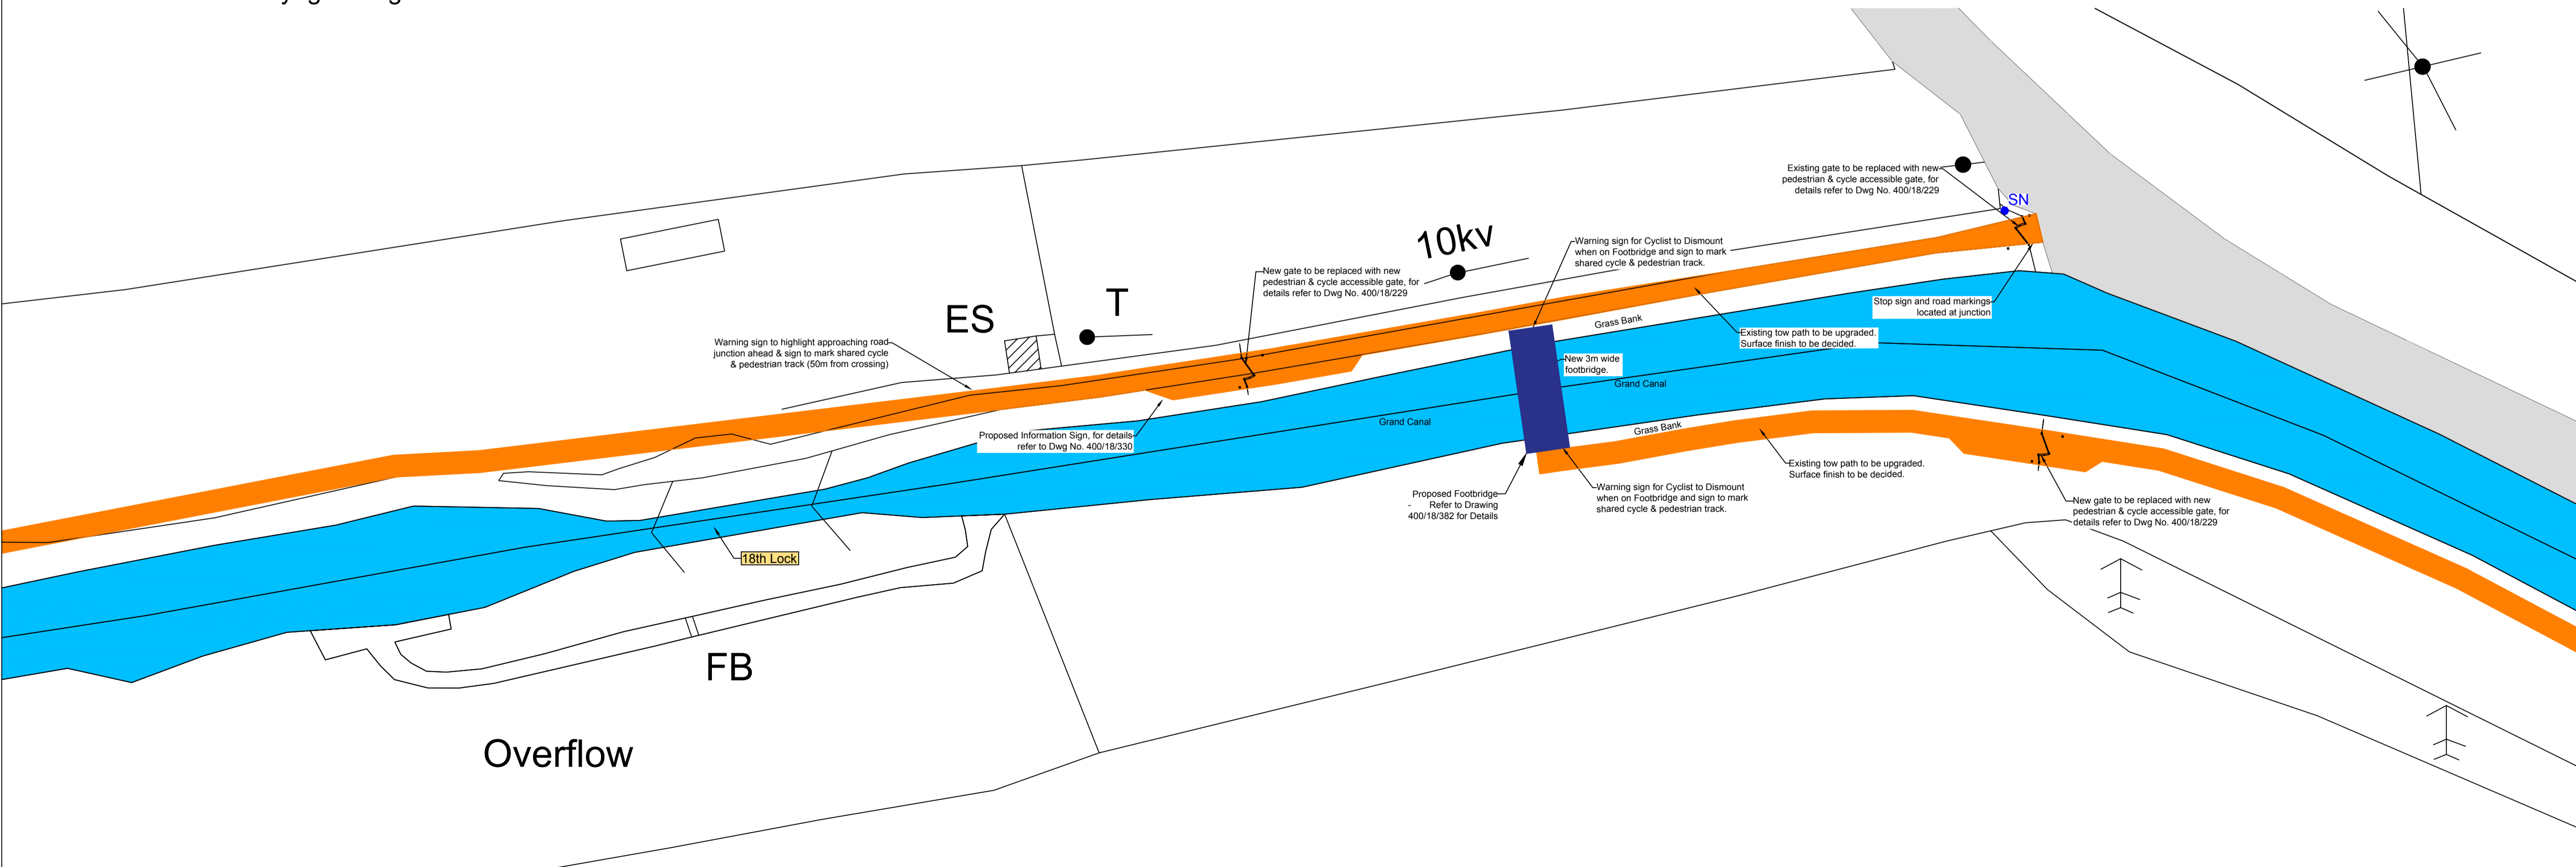 Existing gate to be replaced with new
pedestrian & cycle accessible gate, for
details refer to Dwg No. 400/18/229
SN
10kv
Warning sign for Cyclist to Dismount
when on Footbridge and sign to mark
shared cycle & pedestrian track.
New gate to be replaced with new
pedestrian & cycle accessible gate, for
details refer to Dwg No. 400/18/229
T
ES
Stop sign and road markings
located at junction
Grass Bank
Existing tow path to be upgraded.
Surface finish to be decided.
Warning sign to highlight approaching road
junction ahead & sign to mark shared cycle
& pedestrian track (50m from crossing)
New 3m wide
footbridge.
Grand Canal
Grand Canal
Grass Bank
Proposed Information Sign, for details
refer to Dwg No. 400/18/330
Existing tow path to be upgraded.
Surface finish to be decided.
Proposed Footbridge
- Refer to Drawing
400/18/382 for Details
Warning sign for Cyclist to Dismount
when on Footbridge and sign to mark
shared cycle & pedestrian track.
New gate to be replaced with new
pedestrian & cycle accessible gate, for
details refer to Dwg No. 400/18/229
18th Lock
FB
Overflow